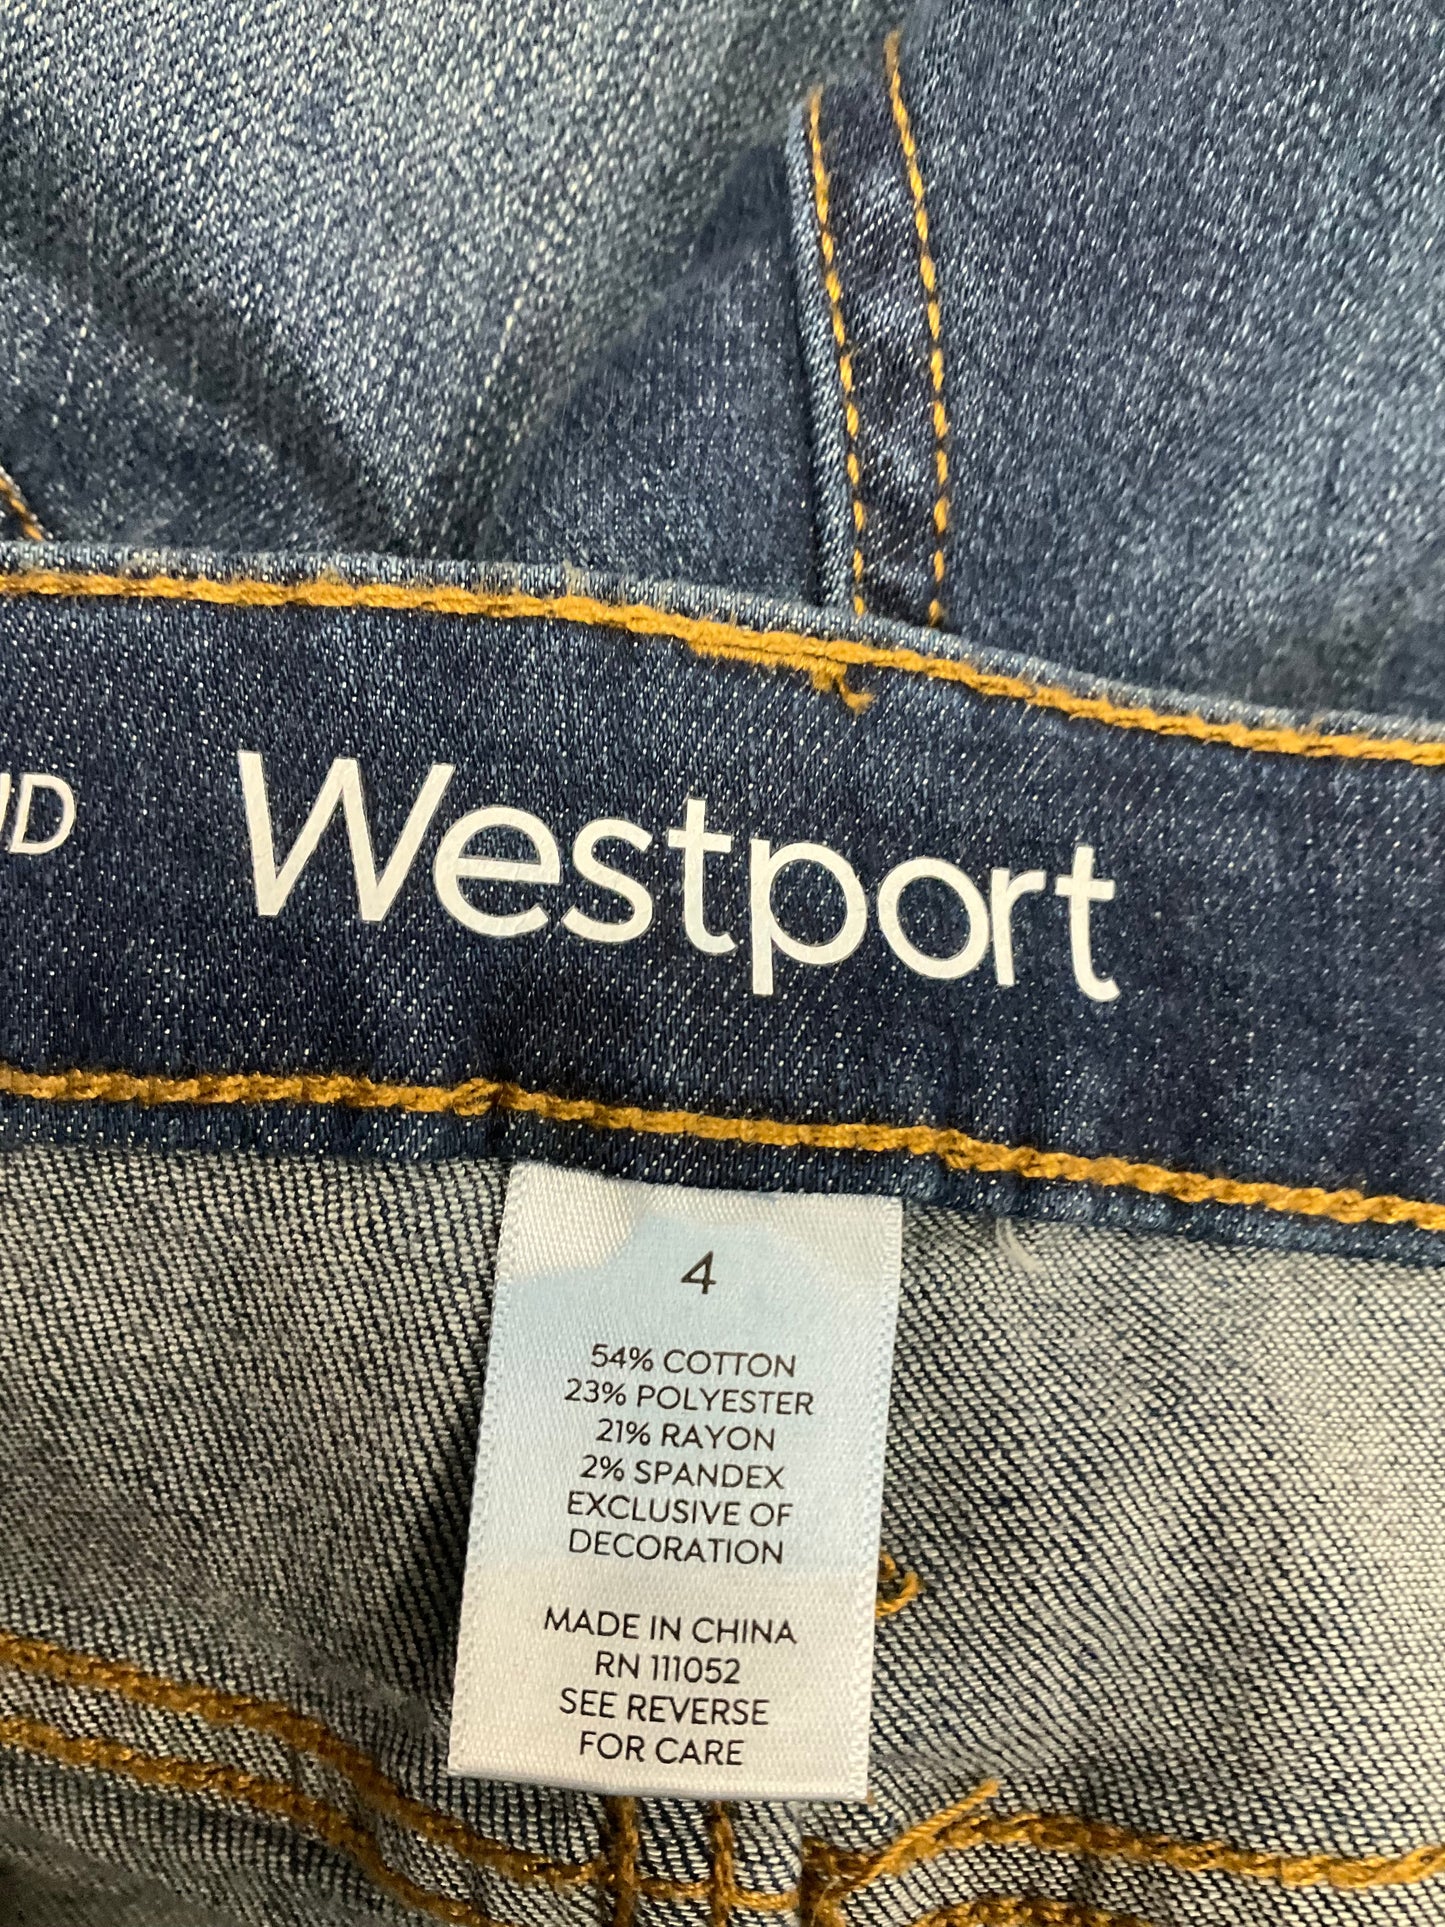 Westport
4
54% COTTON
23% POLYESTER
21% RAYON
2% SPANDEX
EXCLUSIVE OF
DECORATION
MADE IN CHINA
RN 111052
SEE REVERSE
FOR CARE